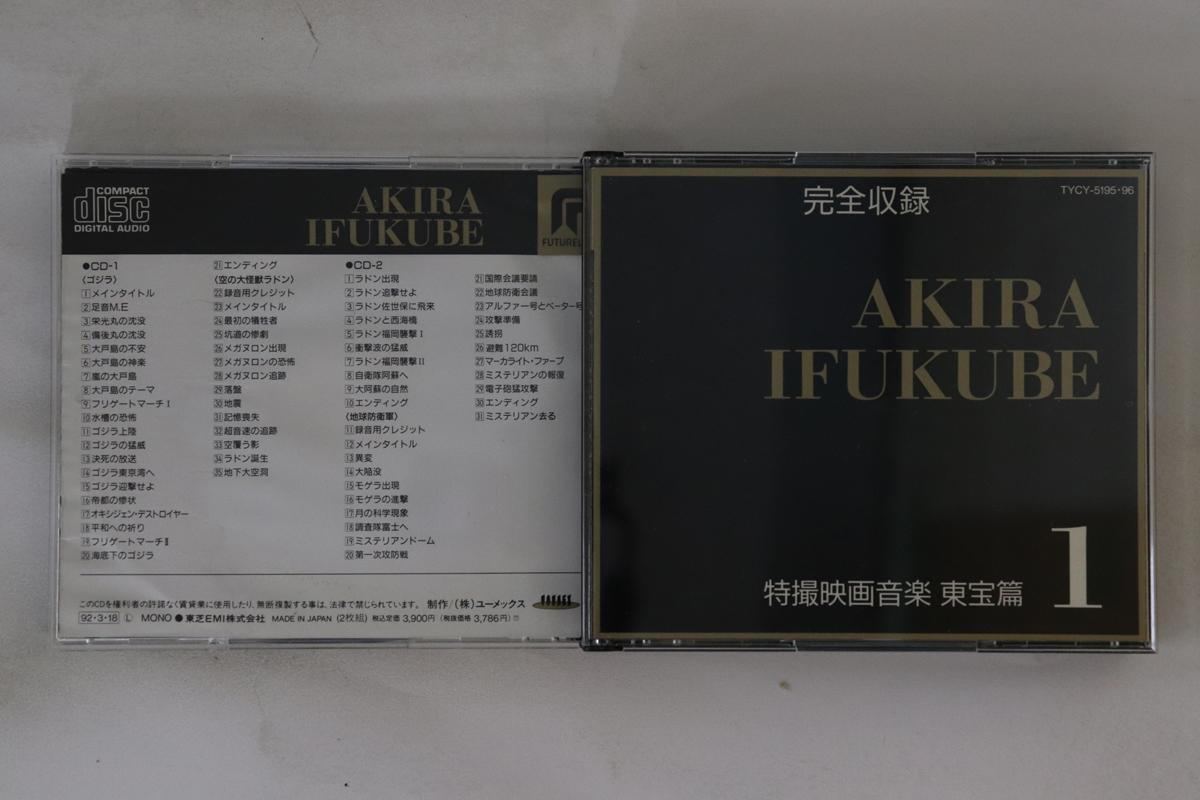 COMPACT
disc
DIGITAL AUDIO
AKIRA
IFUKUBE
FUTUREL
●CD-1
〈ゴジラ〉
1 メインタイトル
2 足音M.E
3 栄光丸の沈没
4 備後丸の沈没
5 大戸島の不安
6 大戸島の神楽
7 嵐の大戸島
8 大戸島のテーマ
9 フリゲートマーチⅠ
10 水槽の恐怖
11 ゴジラ上陸
12 ゴジラの猛威
13 決死の放送
14 ゴジラ東京湾へ
15 ゴジラ迎撃せよ
16 帝都の惨状
17 オキシジェン・デストロイヤー
18 平和への祈り
19 フリゲートマーチⅡ
20 海底下のゴジラ
21 エンディング
〈空の大怪獣ラドン〉
22 録音用クレジット
23 メインタイトル
24 最初の犠牲者
25 坑道の惨劇
26 メガヌロン出現
27 メガヌロンの恐怖
28 メガヌロン追跡
29 落盤
30 地震
31 記憶喪失
32 超音速の追跡
33 空覆う影
34 ラドン誕生
35 地下大空洞
●CD-2
1 ラドン出現
2 ラドン追撃せよ
3 ラドン佐世保に飛来
4 ラドンと西海橋
5 ラドン福岡襲撃Ⅰ
6 衝撃波の猛威
7 ラドン福岡襲撃Ⅱ
8 自衛隊阿蘇へ
9 大阿蘇の自然
10 エンディング
〈地球防衛軍〉
11 録音用クレジット
12 メインタイトル
13 異変
14 大陥没
15 モゲラ出現
16 モゲラの進撃
17 月の科学現象
18 調査隊富士へ
19 ミステリアンドーム
20 第一次攻防戦
21 国際会議要請
22 地球防衛会議
23 アルファー号とベーター号
24 攻撃準備
25 誘拐
26 避難120km
27 マーカライト・ファープ
28 ミステリアンの報復
29 電子砲猛攻撃
30 エンディング
31 ミステリアン去る
このCDを権利者の許諾なく賃貸業に使用したり、無断複製する事は、法律で禁じられています。 制作/(株)ユーメックス
92・3・18 Ⓛ MONO ●東芝EMI株式会社 MADE IN JAPAN (2枚組) 税込定価 3,900円 (税抜価格 3,786円)
完全収録
TYCY-5195・96
AKIRA
IFUKUBE
特撮映画音楽 東宝篇 1